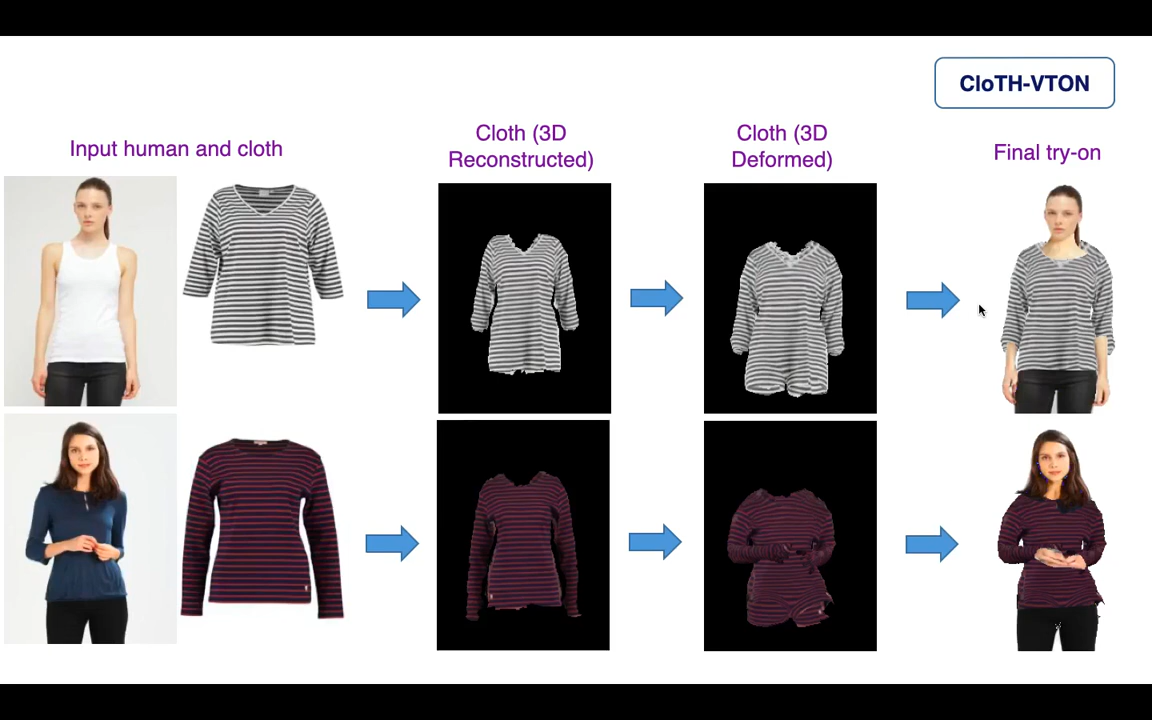 CloTH-VTON
Input human and cloth
Cloth (3D
Reconstructed)
Cloth (3D
Deformed)
Final try-on